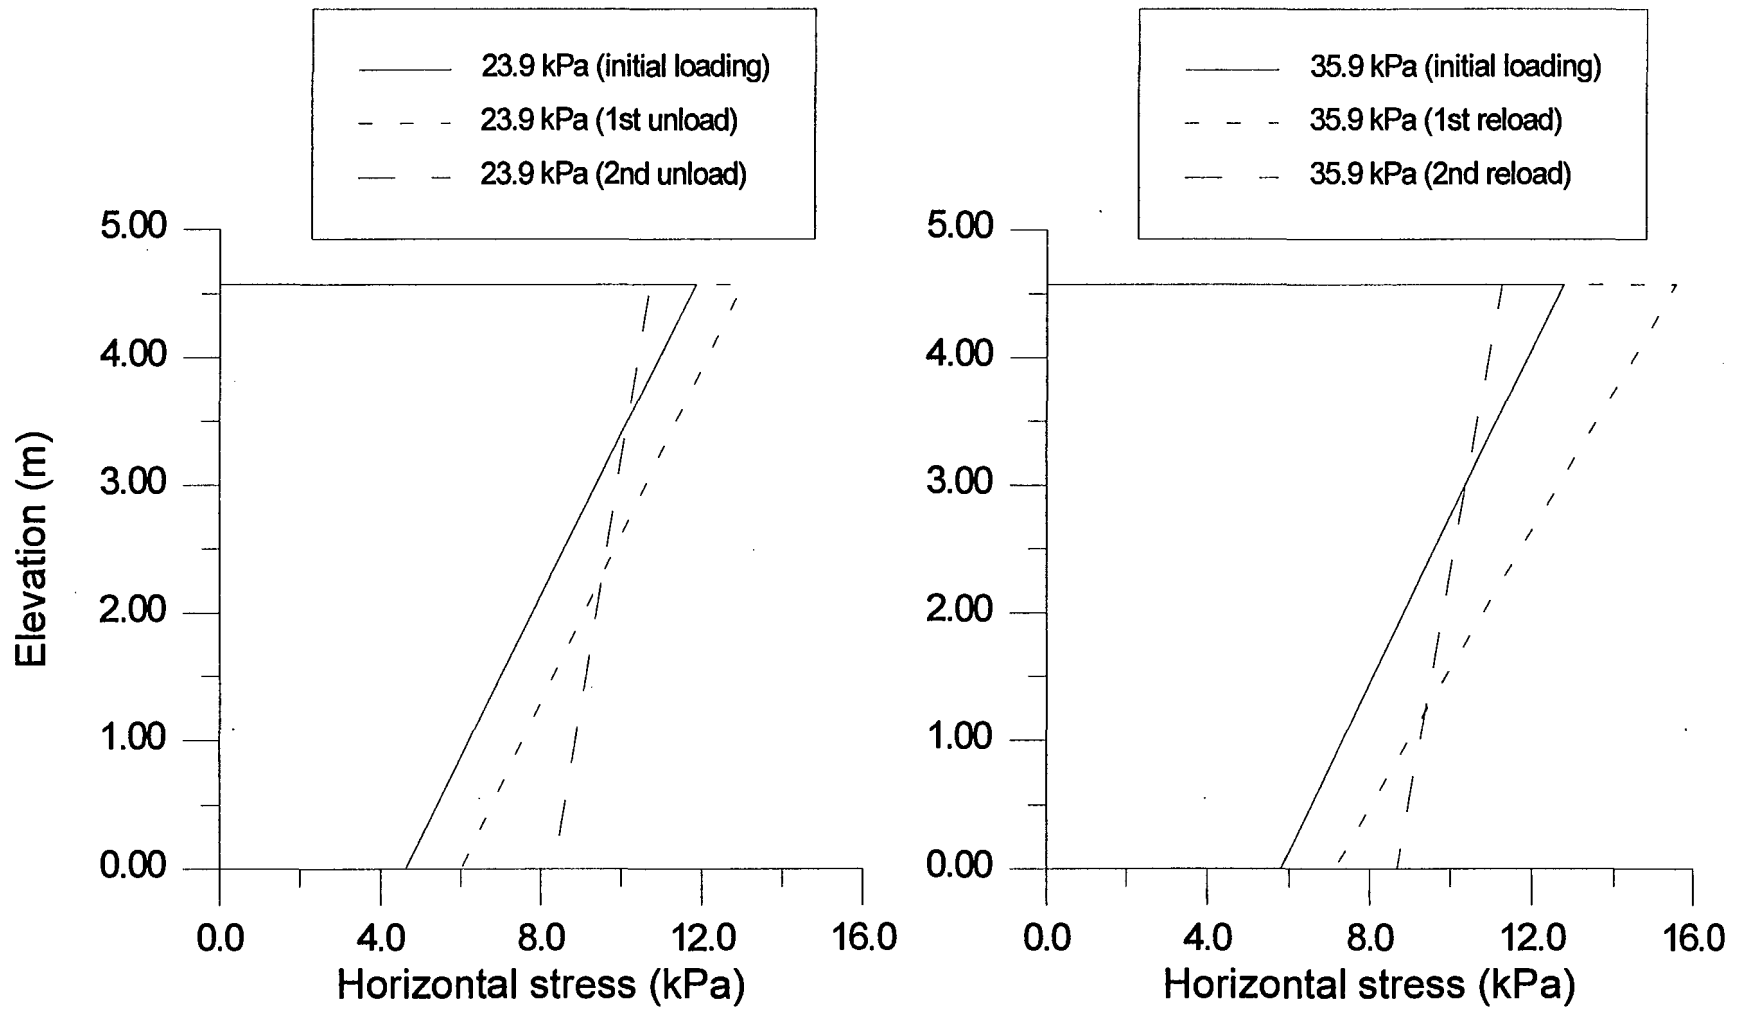 23.9 kPa (initial loading)
23.9 kPa (1st unload)
23.9 kPa (2nd unload)
35.9 kPa (initial loading)
35.9 kPa (1st reload)
35.9 kPa (2nd reload)
Elevation (m)
5.00
4.00
3.00
2.00
1.00
0.00
0.0 4.0 8.0 12.0 16.0
Horizontal stress (kPa)
5.00
4.00
3.00
2.00
1.00
0.00
0.0 4.0 8.0 12.0 16.0
Horizontal stress (kPa)